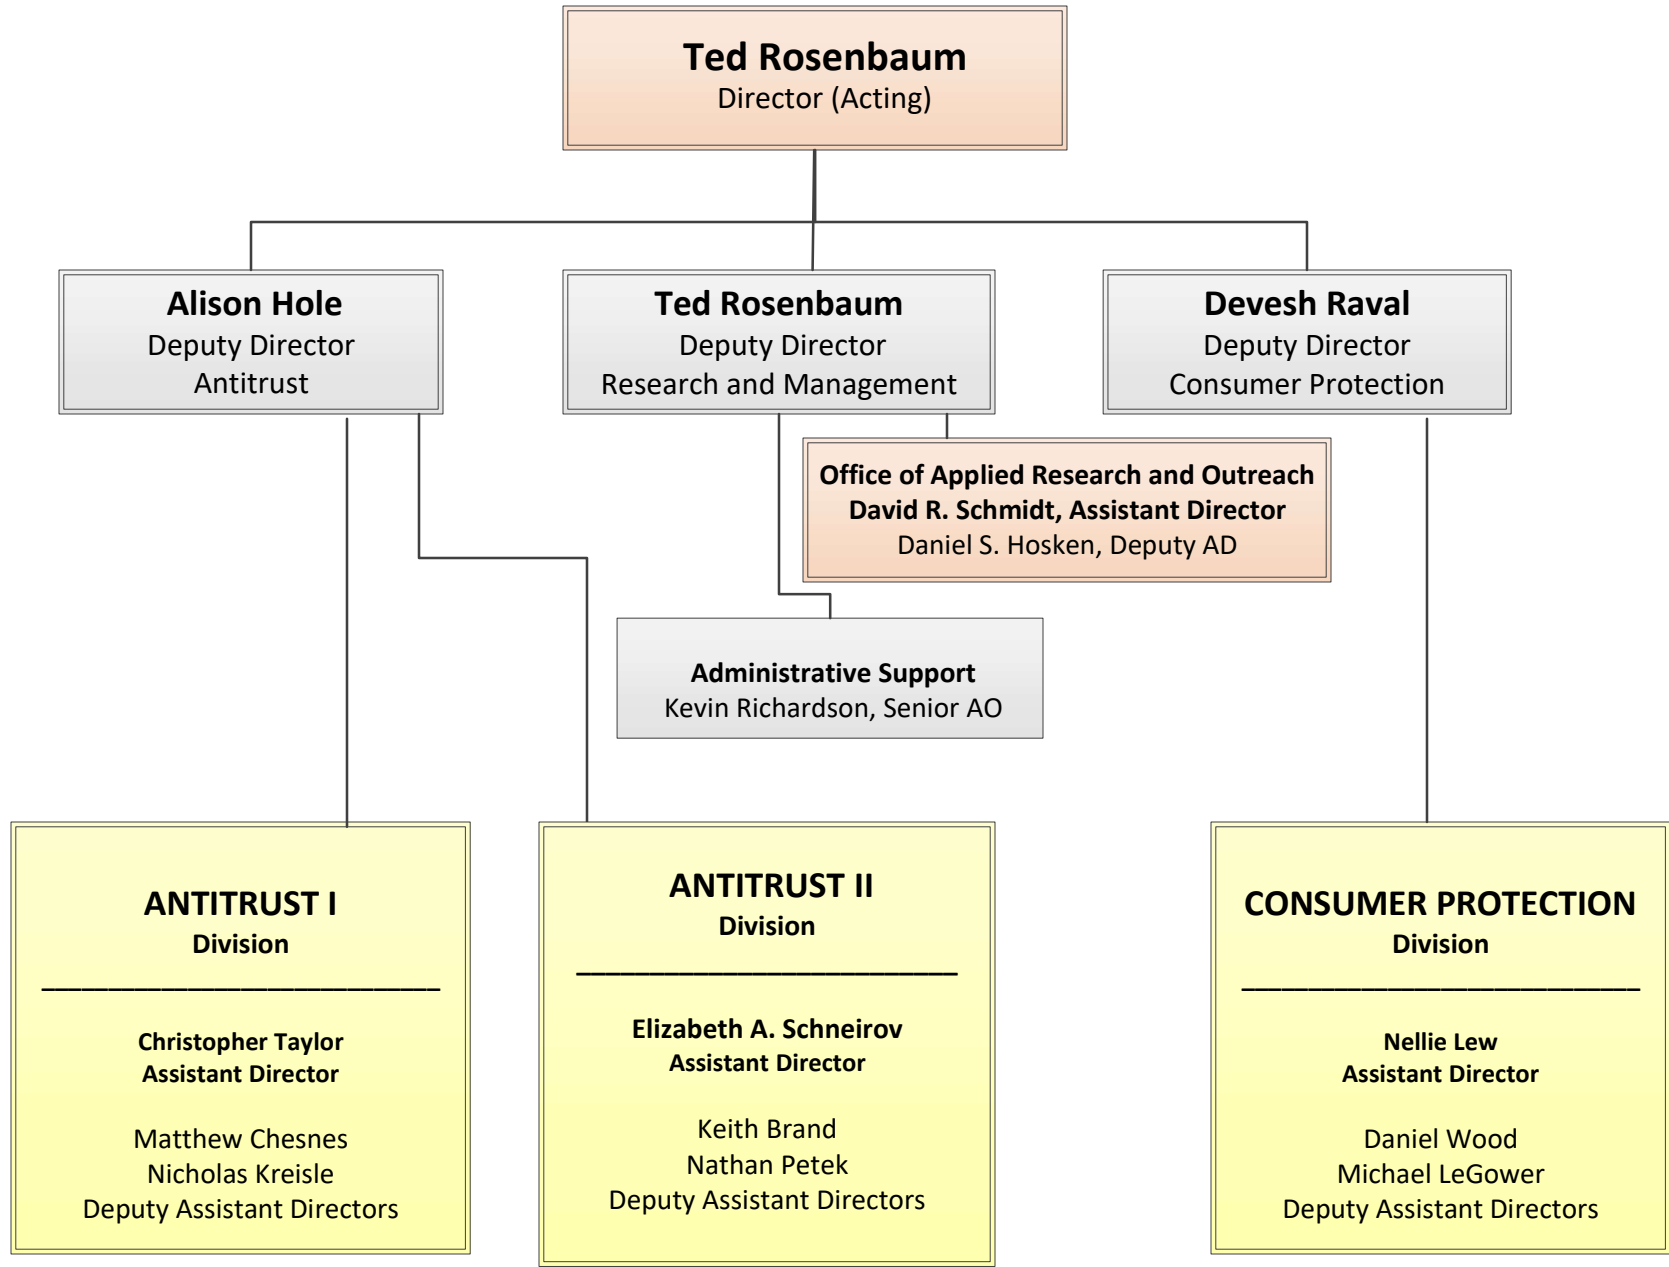 Ted Rosenbaum
Director (Acting)
Alison Hole
Deputy Director
Antitrust
Ted Rosenbaum
Deputy Director
Research and Management
Devesh Raval
Deputy Director
Consumer Protection
Office of Applied Research and Outreach
David R. Schmidt, Assistant Director
Daniel S. Hosken, Deputy AD
Administrative Support
Kevin Richardson, Senior AO
ANTITRUST I
Division
Christopher Taylor
Assistant Director
Matthew Chesnes
Nicholas Kreisle
Deputy Assistant Directors
ANTITRUST II
Division
Elizabeth A. Schneirov
Assistant Director
Keith Brand
Nathan Petek
Deputy Assistant Directors
CONSUMER PROTECTION
Division
Nellie Lew
Assistant Director
Daniel Wood
Michael LeGower
Deputy Assistant Directors